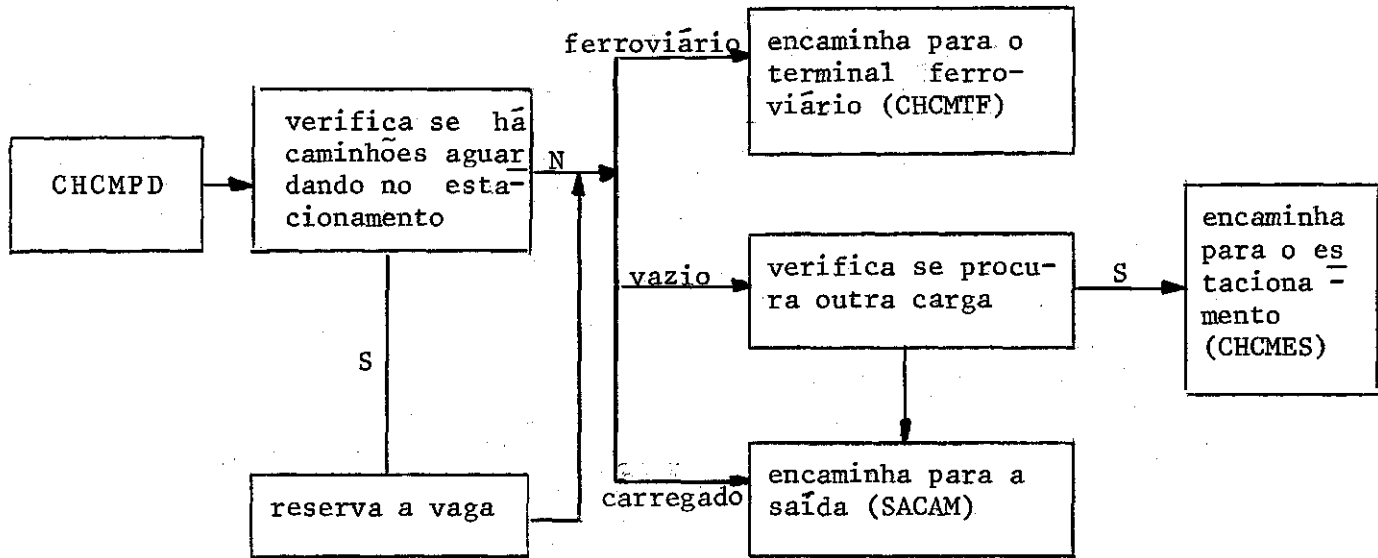 CHCMPD
verifica se há
caminhões aguar
dando no esta-
cionamento
N
S
reserva a vaga
ferroviário
encaminha para o
terminal ferro-
viário (CHCMTF)
vazio
verifica se procu-
ra outra carga
S
encaminha
para o es
taciona -
mento
(CHCMES)
carregado
encaminha para a
saída (SACAM)